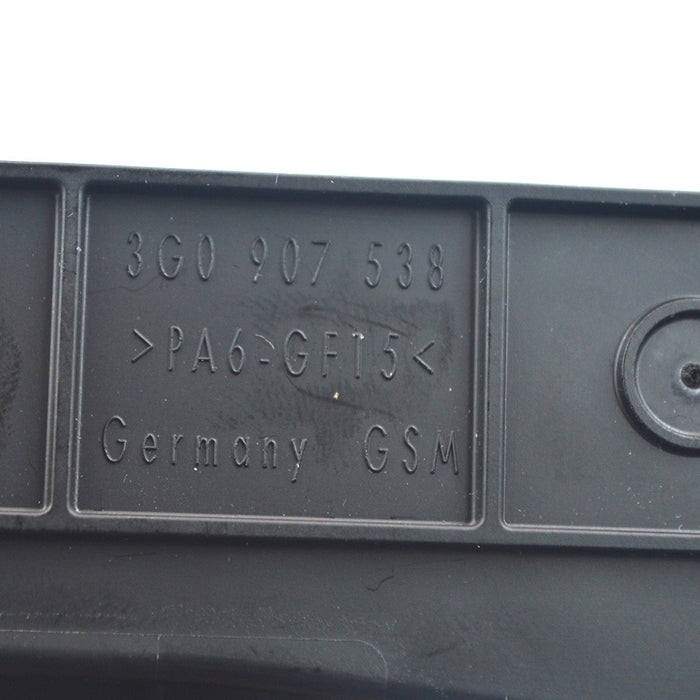 3G0 907 538
>PA6-GF15<
Germany GSM